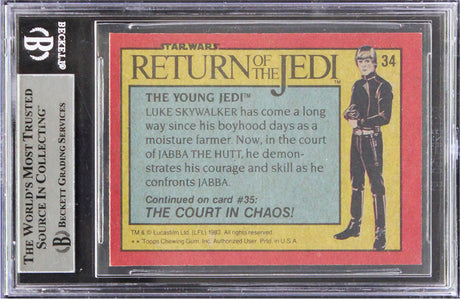 BECKETT
THE WORLD'S MOST TRUSTED
SOURCE IN COLLECTING™
BECKETT GRADING SERVICES
STAR WARS
RETURN OF THE JEDI™
34
THE YOUNG JEDI™
LUKE SKYWALKER has come a long
way since his boyhood days as a
moisture farmer. Now, in the court
of JABBA THE HUTT, he demon-
strates his courage and skill as he
confronts JABBA.
Continued on card #35:
THE COURT IN CHAOS!
TM & © Lucasfilm Ltd. (LFL) 1983. All rights reserved.
Topps Chewing Gum, Inc. Authorized User. Prtd. in U.S.A.